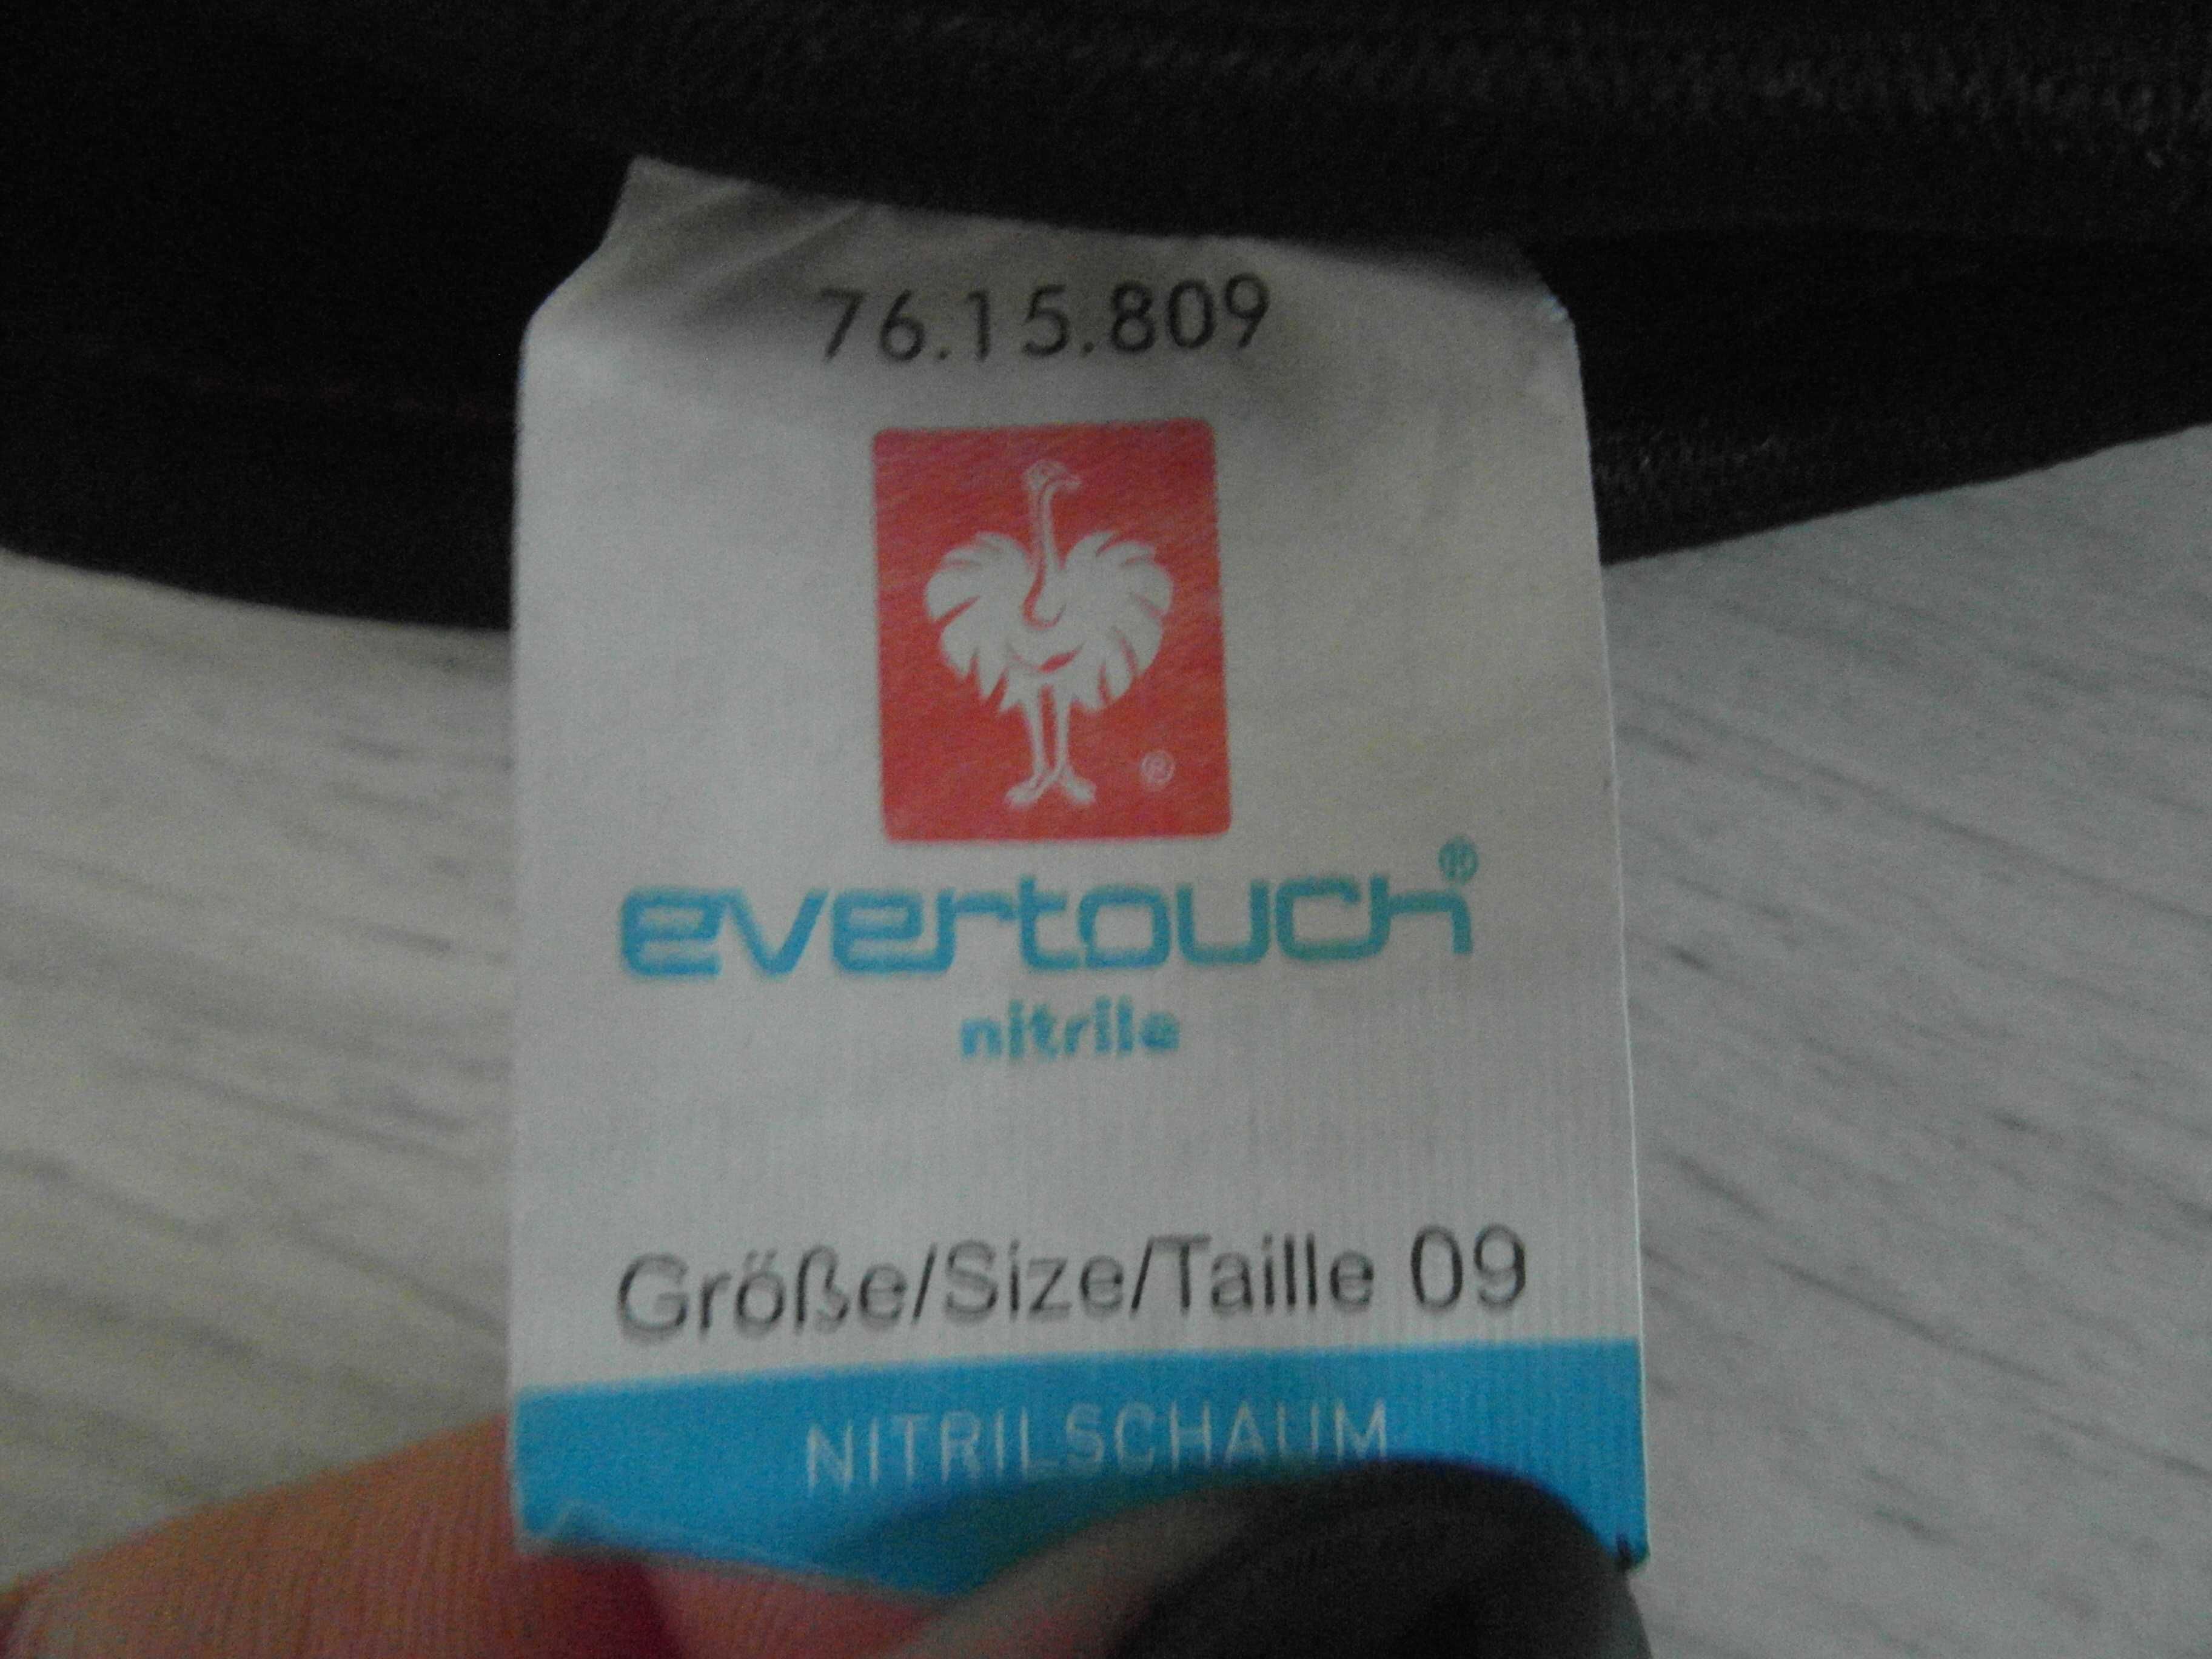 76.15.809
®
evertouch®
nitrile
Größe/Size/Taille 09
NITRILSCHAUM